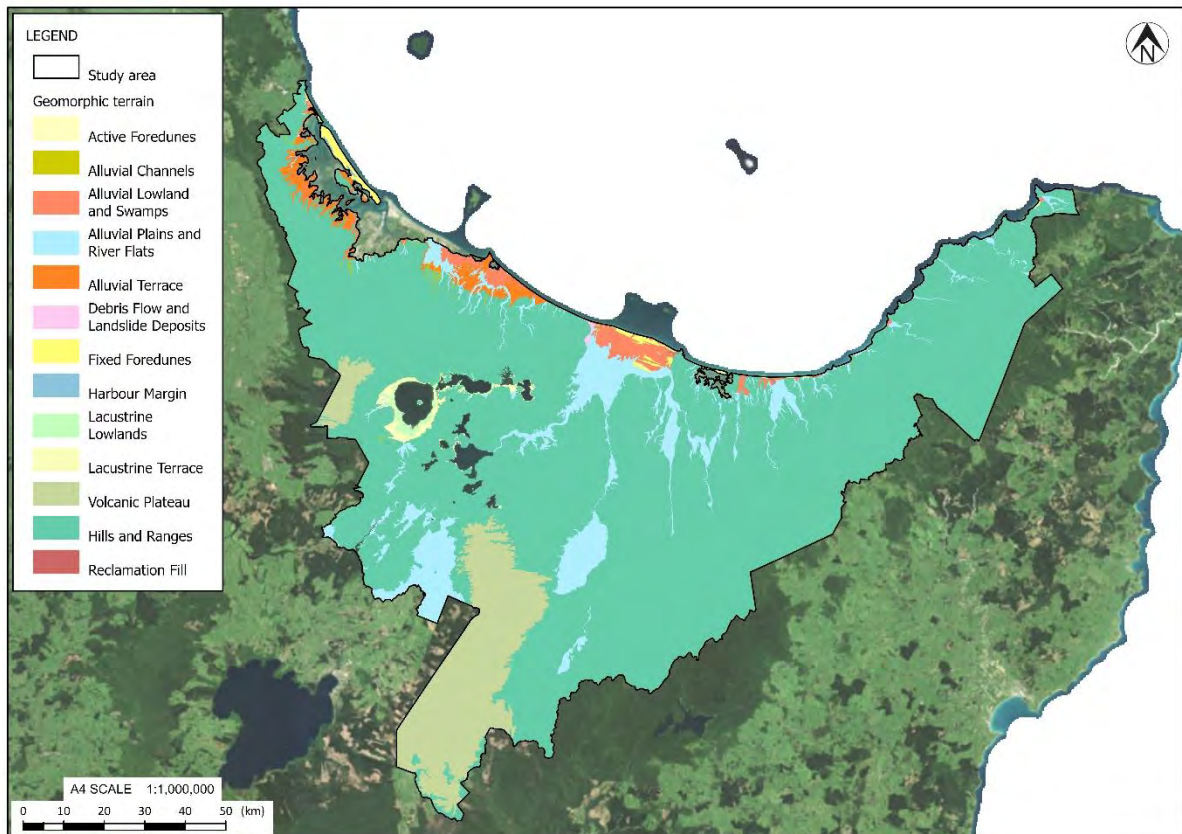 LEGEND
Study area
Geomorphic terrain
Active Foredunes
Alluvial Channels
Alluvial Lowland
and Swamps
Alluvial Plains and
River Flats
Alluvial Terrace
Debris Flow and
Landslide Deposits
Fixed Foredunes
Harbour Margin
Lacustrine
Lowlands
Lacustrine Terrace
Volcanic Plateau
Hills and Ranges
Reclamation Fill
N
A4 SCALE 1:1,000,000
0 10 20 30 40 50 (km)